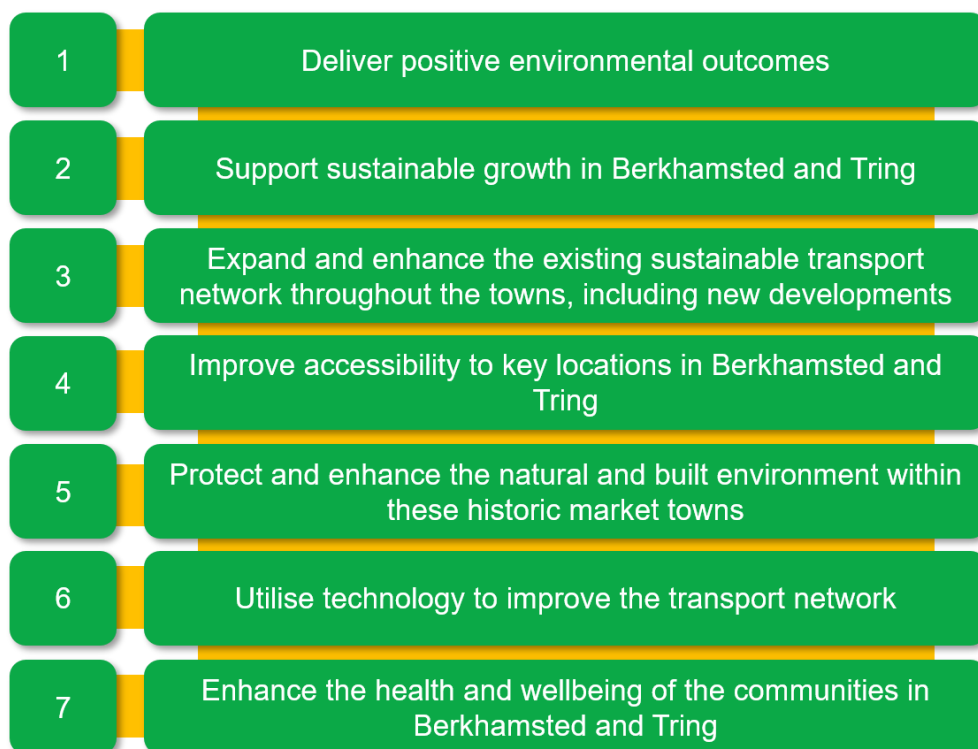 1
Deliver positive environmental outcomes
2
Support sustainable growth in Berkhamsted and Tring
3
Expand and enhance the existing sustainable transport
network throughout the towns, including new developments
4
Improve accessibility to key locations in Berkhamsted and
Tring
5
Protect and enhance the natural and built environment within
these historic market towns
6
Utilise technology to improve the transport network
7
Enhance the health and wellbeing of the communities in
Berkhamsted and Tring